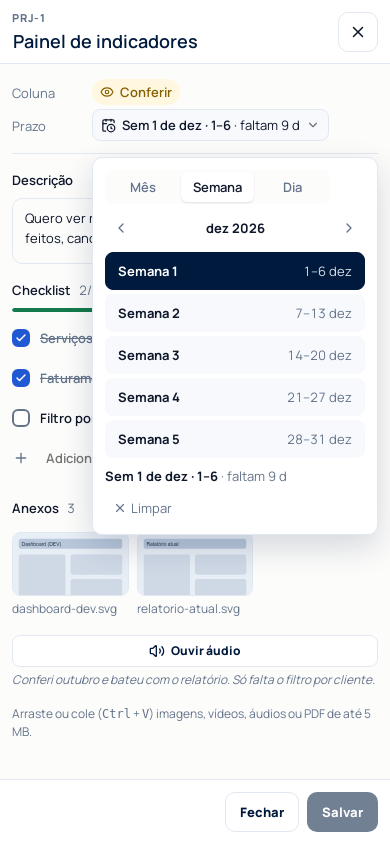 PRJ-1
Painel de indicadores
Coluna
Conferir
Prazo
Sem 1 de dez · 1–6 · faltam 9 d
Mês
Semana
Dia
dez 2026
Semana 1
1–6 dez
Semana 2
7–13 dez
Semana 3
14–20 dez
Semana 4
21–27 dez
Semana 5
28–31 dez
Sem 1 de dez · 1–6 · faltam 9 d
Limpar
Descrição
Quero ver
feitos,
Checklist 2/
Serviços
Filtro
Anexos 3
Dashboard (DEV)
Relatório atual
dashboard-dev.svg
relatorio-atual.svg
Ouvir áudio
Conferi outubro e bateu com o relatório. Só falta o filtro por cliente.
Arraste ou cole (Ctrl + V) imagens, vídeos, áudios ou PDF de até 5
MB.
Fechar
Salvar